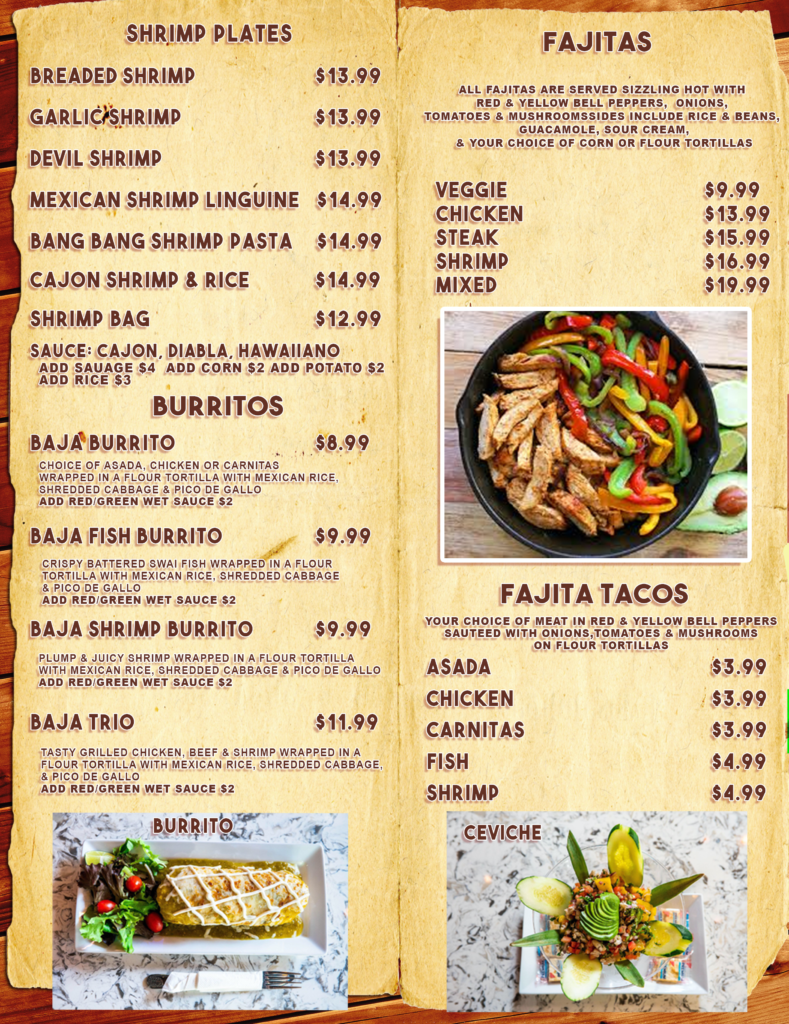 SHRIMP PLATES
BREADED SHRIMP $13.99
GARLIC SHRIMP $13.99
DEVIL SHRIMP $13.99
MEXICAN SHRIMP LINGUINE $14.99
BANG BANG SHRIMP PASTA $14.99
CAJON SHRIMP & RICE $14.99
SHRIMP BAG $12.99
SAUCE: CAJON, DIABLA, HAWAIIANO
ADD SAUAGE $4 ADD CORN $2 ADD POTATO $2
ADD RICE $3
BURRITOS
BAJA BURRITO $8.99
CHOICE OF ASADA, CHICKEN OR CARNITAS
WRAPPED IN A FLOUR TORTILLA WITH MEXICAN RICE,
SHREDDED CABBAGE & PICO DE GALLO
ADD RED/GREEN WET SAUCE $2
BAJA FISH BURRITO $9.99
CRISPY BATTERED SWAI FISH WRAPPED IN A FLOUR
TORTILLA WITH MEXICAN RICE, SHREDDED CABBAGE
& PICO DE GALLO
ADD RED/GREEN WET SAUCE $2
BAJA SHRIMP BURRITO $9.99
PLUMP & JUICY SHRIMP WRAPPED IN A FLOUR TORTILLA
WITH MEXICAN RICE, SHREDDED CABBAGE & PICO DE GALLO
ADD RED/GREEN WET SAUCE $2
BAJA TRIO $11.99
TASTY GRILLED CHICKEN, BEEF & SHRIMP WRAPPED IN A
FLOUR TORTILLA WITH MEXICAN RICE, SHREDDED CABBAGE,
& PICO DE GALLO
ADD RED/GREEN WET SAUCE $2
BURRITO
FAJITAS
ALL FAJITAS ARE SERVED SIZZLING HOT WITH
RED & YELLOW BELL PEPPERS, ONIONS,
TOMATOES & MUSHROOMSSIDES INCLUDE RICE & BEANS,
GUACAMOLE, SOUR CREAM,
& YOUR CHOICE OF CORN OR FLOUR TORTILLAS
VEGGIE $9.99
CHICKEN $13.99
STEAK $15.99
SHRIMP $16.99
MIXED $19.99
FAJITA TACOS
YOUR CHOICE OF MEAT IN RED & YELLOW BELL PEPPERS
SAUTEED WITH ONIONS,TOMATOES & MUSHROOMS
ON FLOUR TORTILLAS
ASADA $3.99
CHICKEN $3.99
CARNITAS $3.99
FISH $4.99
SHRIMP $4.99
CEVICHE